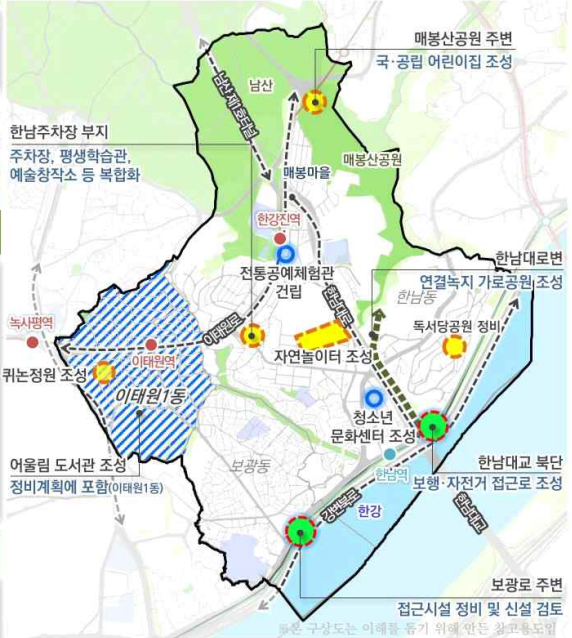 매봉산공원 주변
국·공립 어린이집 조성
남산
남산 제1호터널
한남주차장 부지
주차장, 평생학습관,
예술창작소 등 복합화
매봉산공원
매봉마을
한강진역
전통공예체험관
건립
한남대로변
연결녹지 가로공원 조성
한남동
한남대로
녹사평역
이태원로
독서당공원 정비
이태원역
자연놀이터 조성
퀴논정원 조성
이태원1동
청소년
문화센터 조성
어울림 도서관 조성
정비계획에 포함(이태원1동)
보광동
한남역
한남대교 북단
보행·자전거 접근로 조성
강변북로
한강
한남대교
보광로 주변
접근시설 정비 및 신설 검토
※본 구상도는 이해를 돕기 위해 만든 참고용도임